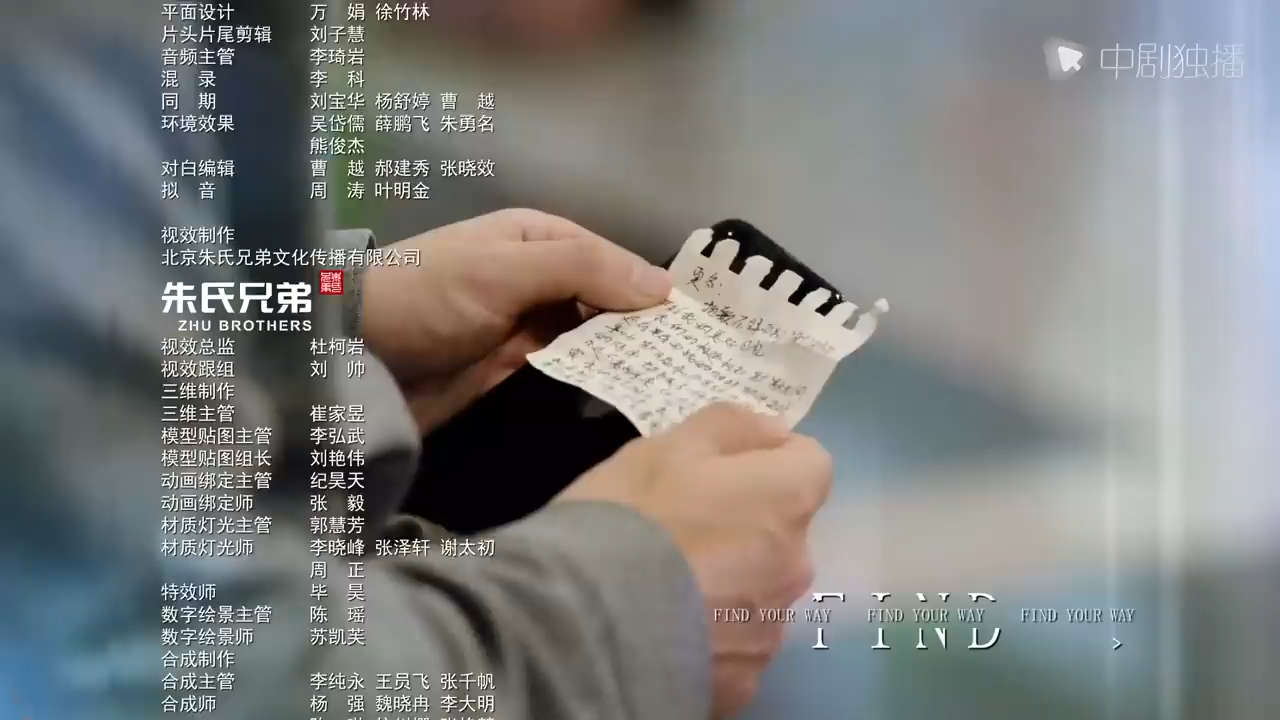 平面设计 万 娟 徐竹林
片头片尾剪辑 刘子慧
音频主管 李琦岩
混 录 李 科
同 期 刘宝华 杨舒婷 曹 越
环境效果 吴岱儒 薛鹏飞 朱勇名
熊俊杰
对白编辑 曹 越 郝建秀 张晓效
拟 音 周 涛 叶明金
视效制作
北京朱氏兄弟文化传播有限公司
朱氏兄弟
ZHU BROTHERS
视效总监 杜柯岩
视效跟组 刘 帅
三维制作
三维主管 崔家昱
模型贴图主管 李弘武
模型贴图组长 刘艳伟
动画绑定主管 纪昊天
动画绑定师 张 毅
材质灯光主管 郭慧芳
材质灯光师 李晓峰 张泽轩 谢太初
周 正
特效师 毕 昊
数字绘景主管 陈 瑶
数字绘景师 苏凯芙
合成制作
合成主管 李纯永 王员飞 张千帆
合成师 杨 强 魏晓冉 李大明
中剧独播
FIND
FIND YOUR WAY FIND YOUR WAY FIND YOUR WAY
>